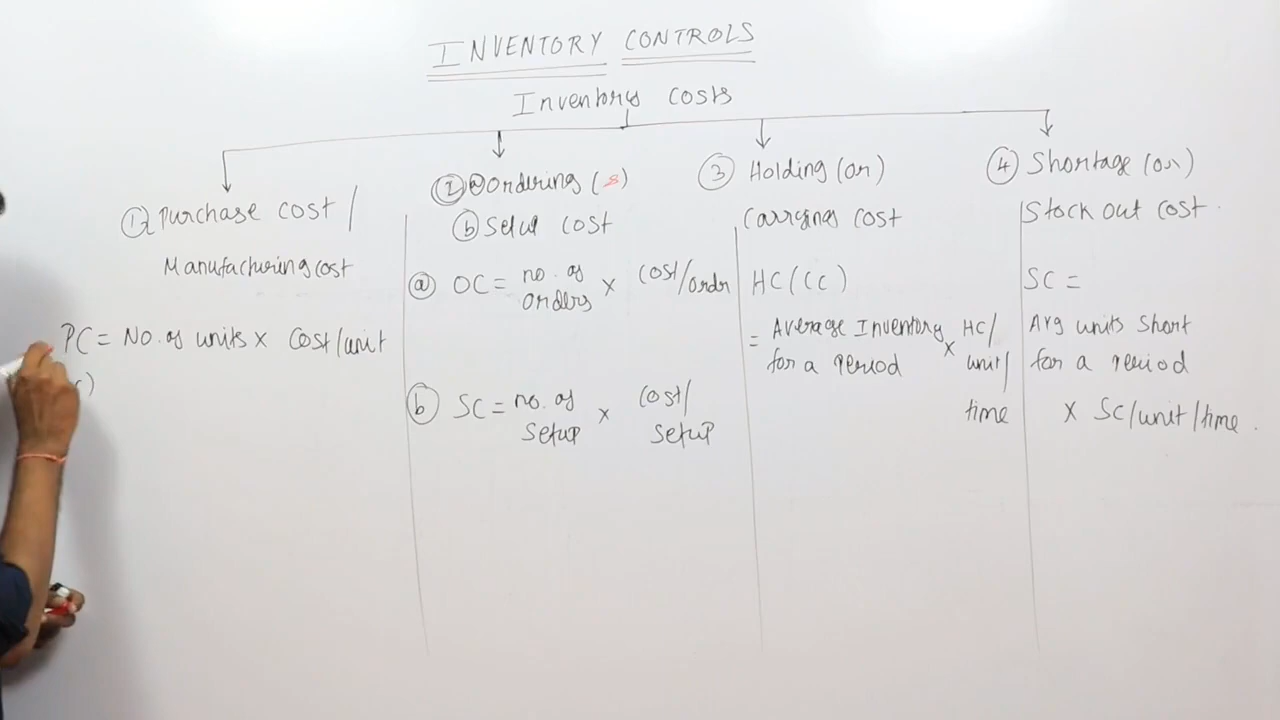 INVENTORY CONTROLS
Inventory costs
① Purchase cost /
Manufacturing cost
PC = No. of units x Cost/unit
② ⓐ Ordering (
ⓑ Setup cost
ⓐ OC = no. of orders x cost/ordr
ⓑ SC = no. of setup x cost/setup
③ Holding (or)
Carrying cost
HC/(CC)
= Average Inventory for a period x HC/unit/time
④ Shortage (or)
Stock out cost.
SC =
Avg units short
for a period
x SC/unit/time.